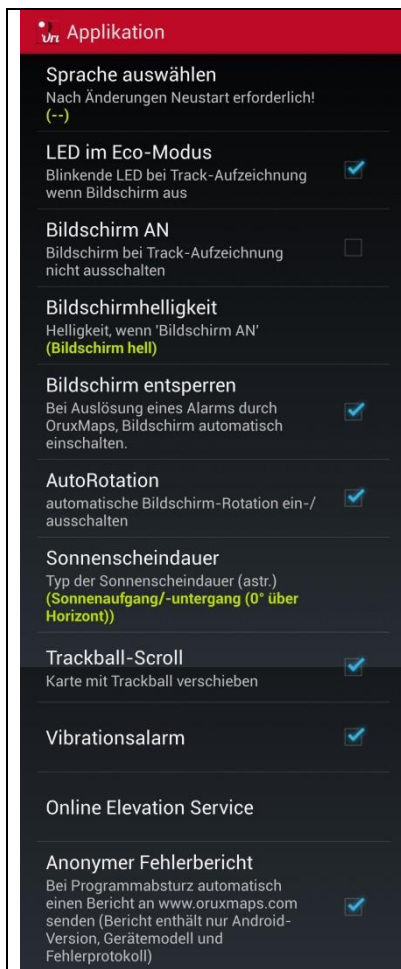 Applikation
Sprache auswählen
Nach Änderungen Neustart erforderlich!
(--)
LED im Eco-Modus
Blinkende LED bei Track-Aufzeichnung
wenn Bildschirm aus
Bildschirm AN
Bildschirm bei Track-Aufzeichnung
nicht ausschalten
Bildschirmhelligkeit
Helligkeit, wenn 'Bildschirm AN'
(Bildschirm hell)
Bildschirm entsperren
Bei Auslösung eines Alarms durch
OruxMaps, Bildschirm automatisch
einschalten.
AutoRotation
automatische Bildschirm-Rotation ein-/
ausschalten
Sonnenscheindauer
Typ der Sonnenscheindauer (astr.)
(Sonnenaufgang/-untergang (0° über
Horizont))
Trackball-Scroll
Karte mit Trackball verschieben
Vibrationsalarm
Online Elevation Service
Anonymer Fehlerbericht
Bei Programmabsturz automatisch
einen Bericht an www.oruxmaps.com
senden (Bericht enthält nur Android-
Version, Gerätemodell und
Fehlerprotokoll)